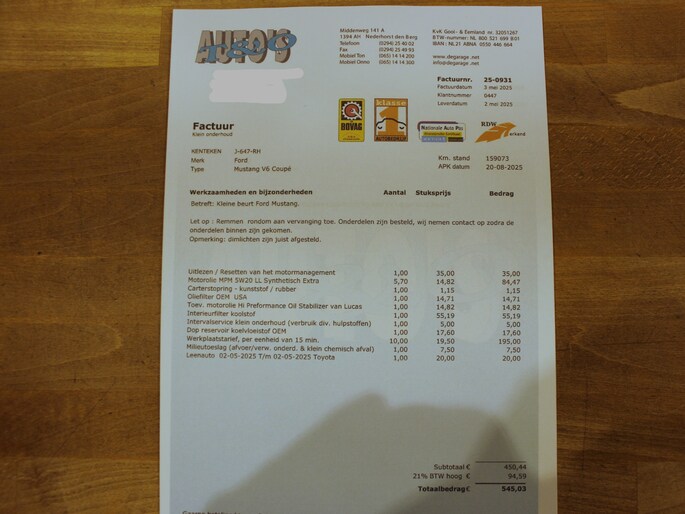 AUTO'S
Middenweg 141 A
1394 AH Nederhorst den Berg
Telefoon (0294) 25 40 02
Fax (0294) 25 49 93
Mobiel Ton (065) 14 14 200
Mobiel Onno (065) 14 14 300
KvK Gooi- & Eemland nr. 32051267
BTW-nummer: NL 800 521 699 B01
IBAN: NL21 ABNA 0550 446 664
www.degarage.net
info@degarage.net
Factuurnr. 25-0931
Factuurdatum 2 mei 2025
Klantnummer 0447
Leverdatum 2 mei 2025
BOVAG
klasse
1
AUTOBEDRIJF
Nationale Auto Pas
RDW
erkend
Factuur
Klein onderhoud
KENTEKEN J-647-RH
Merk Ford
Type Mustang V6 Coupé
Km. stand 159073
APK datum 20-08-2025
Werkzaamheden en bijzonderheden Aantal Stuksprijs Bedrag
Betreft: Kleine beurt Ford Mustang.
Let op : Remmen rondom aan vervanging toe. Onderdelen zijn besteld, wij nemen contact op zodra de
onderdelen binnen zijn gekomen.
Opmerking: dimlichten zijn juist afgesteld.
Uitlezen / Resetten van het motormanagement 1,00 35,00 35,00
Motorolie MPM 5W20 LL Synthetisch Extra 5,70 14,82 84,47
Carterstopring - kunststof / rubber 1,00 1,15 1,15
Oliefilter OEM USA 1,00 14,71 14,71
Toev. motorolie Hi Preformance Oil Stabilizer van Lucas 1,00 14,82 14,82
Interieurfilter koolstof 1,00 55,19 55,19
Intervalservice klein onderhoud (verbruik div. hulpstoffen) 1,00 5,00 5,00
Dop reservoir koelvloeistof OEM 1,00 17,60 17,60
Werkplaatstarief, per eenheid van 15 min. 10,00 19,50 195,00
Milieutoeslag (afvoer/verw. onderd. & klein chemisch afval) 1,00 7,50 7,50
Leenauto 02-05-2025 T/m 02-05-2025 Toyota 1,00 20,00 20,00
Subtotaal € 450,44
21% BTW hoog € 94,59
Totaalbedrag€ 545,03